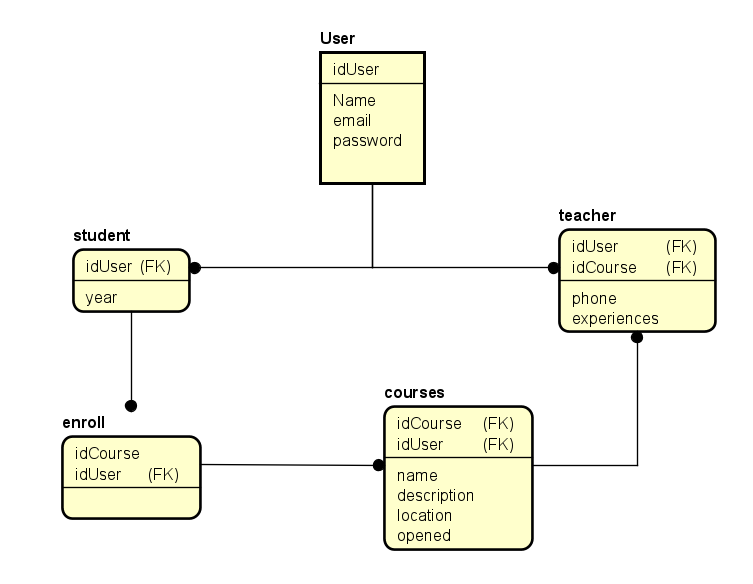 User
idUser
Name
email
password
student
idUser (FK)
year
teacher
idUser (FK)
idCourse (FK)
phone
experiences
enroll
idCourse
idUser (FK)
courses
idCourse (FK)
idUser (FK)
name
description
location
opened